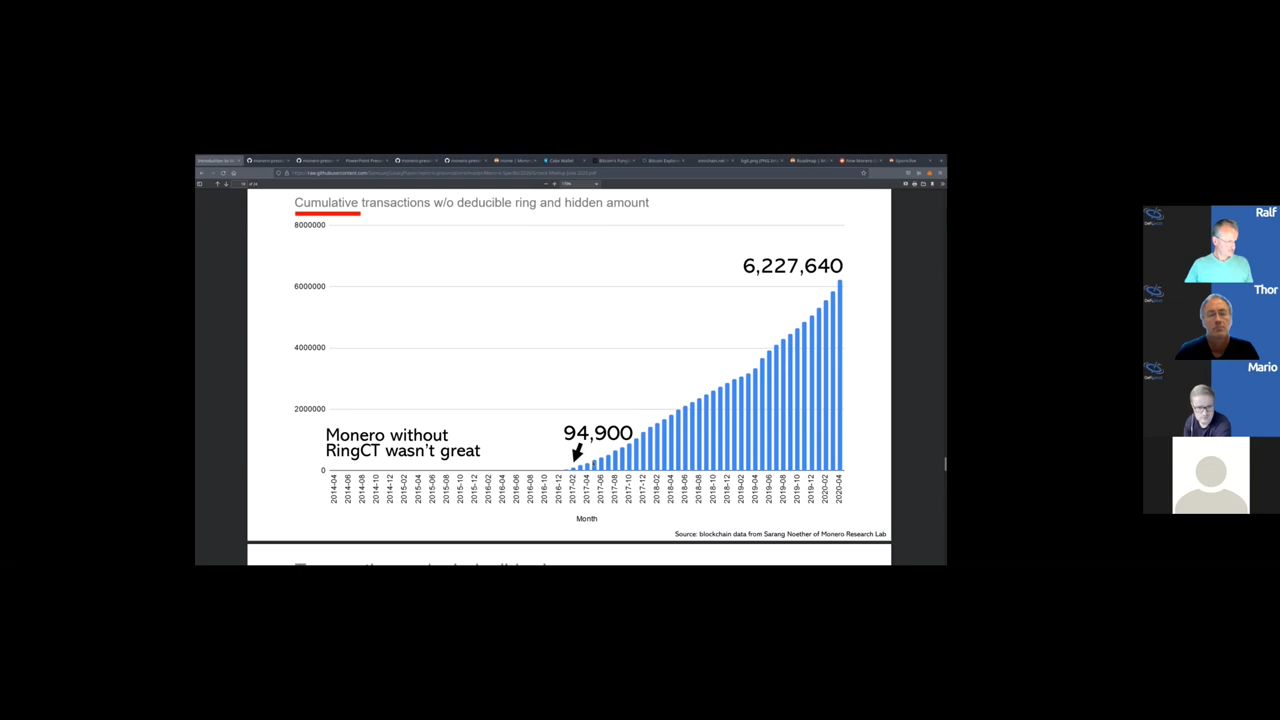 Cumulative transactions w/o deducible ring and hidden amount
8000000
6,227,640
6000000
4000000
2000000
94,900
Monero without
RingCT wasn't great
0
2014-04 2014-06 2014-08 2014-10 2014-12 2015-02 2015-04 2015-06 2015-08 2015-10 2015-12 2016-02 2016-04 2016-06 2016-08 2016-10 2016-12 2017-02 2017-04 2017-06 2017-08 2017-10 2017-12 2018-02 2018-04 2018-06 2018-08 2018-10 2018-12 2019-02 2019-04 2019-06 2019-08 2019-10 2019-12 2020-02 2020-04
Month
Source: blockchain data from Sarang Noether of Monero Research Lab
Ralf
Thor
Mario